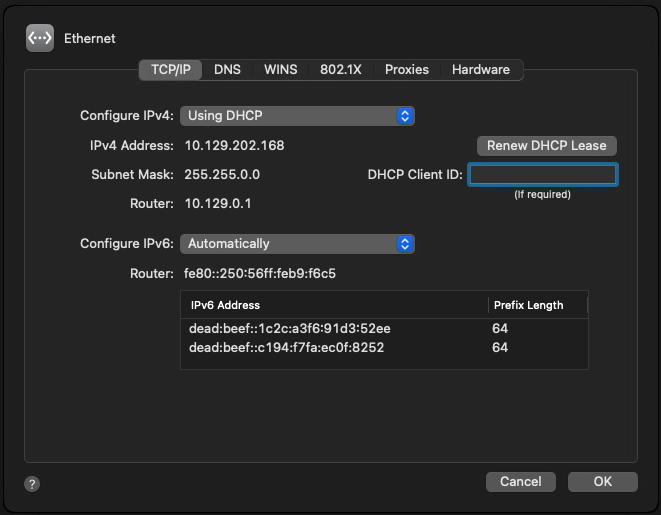 Ethernet
TCP/IP DNS WINS 802.1X Proxies Hardware
Configure IPv4: Using DHCP
IPv4 Address: 10.129.202.168 Renew DHCP Lease
Subnet Mask: 255.255.0.0 DHCP Client ID:
(If required)
Router: 10.129.0.1
Configure IPv6: Automatically
Router: fe80::250:56ff:feb9:f6c5
IPv6 Address Prefix Length
dead:beef::1c2c:a3f6:91d3:52ee 64
dead:beef::c194:f7fa:ec0f:8252 64
? Cancel OK